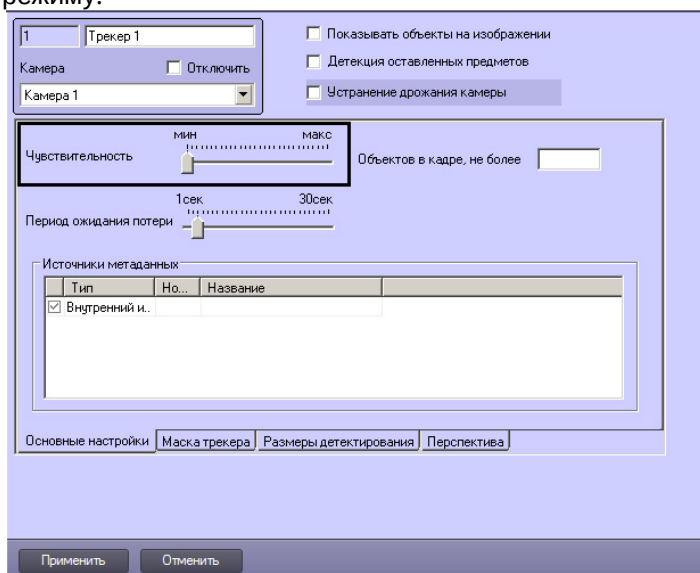 режиму.
1 Трекер 1
Показывать объекты на изображении
Камера Отключить
Детекция оставленных предметов
Камера 1
Устранение дрожания камеры
мин макс
Чувствительность
Объектов в кадре, не более
1сек 30сек
Период ожидания потери
Источники метаданных
Тип Но... Название
Внутренний и..
Основные настройки Маска трекера Размеры детектирования Перспектива
Применить Отменить